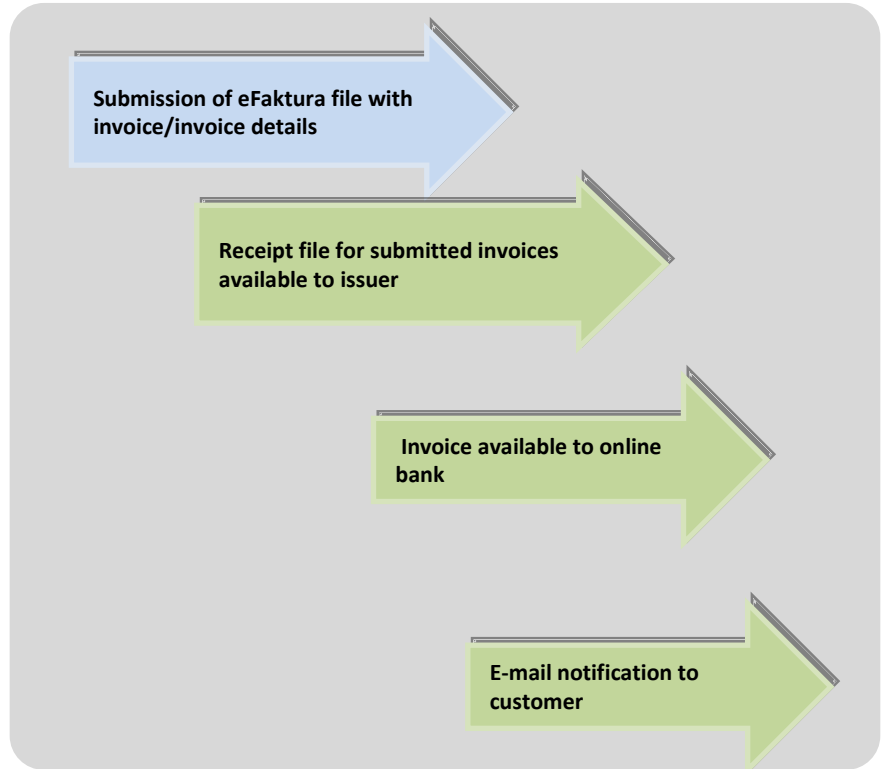 Submission of eFaktura file with
invoice/invoice details
Receipt file for submitted invoices
available to issuer
Invoice available to online
bank
E-mail notification to
customer